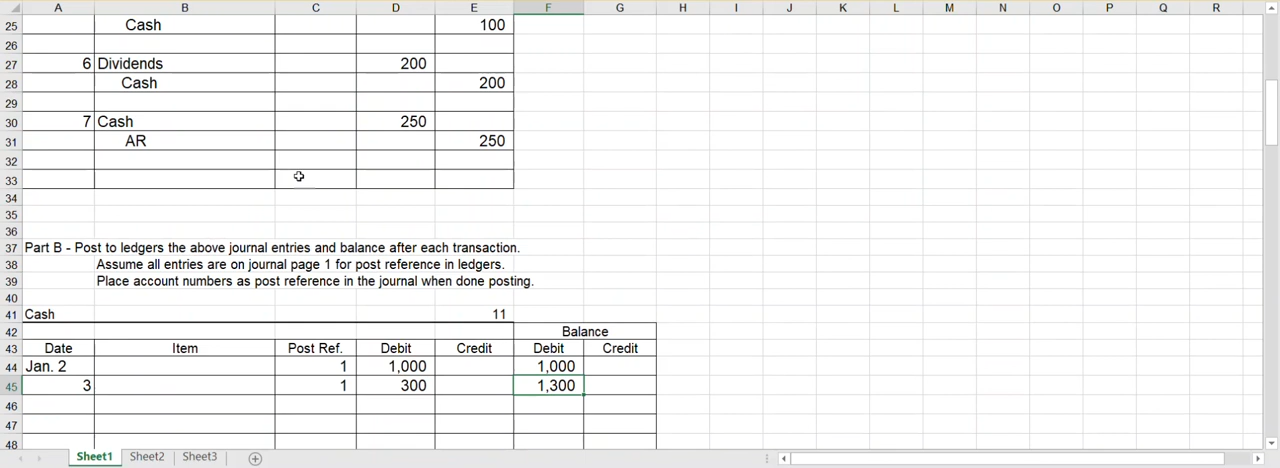 A B C D E F G H I J K L M N O P Q R
25 Cash 100
26
27 6 Dividends 200
28 Cash 200
29
30 7 Cash 250
31 AR 250
32
33
34
35
36
37 Part B - Post to ledgers the above journal entries and balance after each transaction.
38 Assume all entries are on journal page 1 for post reference in ledgers.
39 Place account numbers as post reference in the journal when done posting.
40
41 Cash 11
42 Balance
43 Date Item Post Ref. Debit Credit Debit Credit
44 Jan. 2 1 1,000 1,000
45 3 1 300 1,300
46
47
48
Sheet1 Sheet2 Sheet3